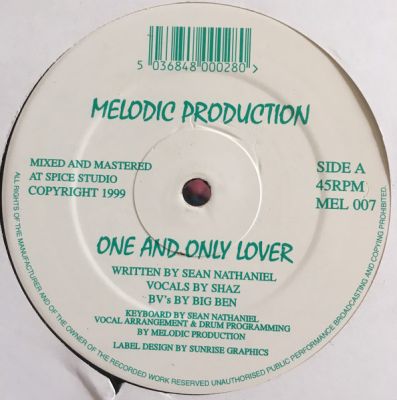 5 036848 000280 >
MELODIC PRODUCTION
MIXED AND MASTERED
AT SPICE STUDIO
COPYRIGHT 1999
SIDE A
45RPM
MEL 007
ONE AND ONLY LOVER
WRITTEN BY SEAN NATHANIEL
VOCALS BY SHAZ
BV's BY BIG BEN
KEYBOARD BY SEAN NATHANIEL
VOCAL ARRANGEMENT & DRUM PROGRAMMING
BY MELODIC PRODUCTION
LABEL DESIGN BY SUNRISE GRAPHICS
ALL RIGHTS OF THE MANUFACTURER AND OF THE OWNER OF THE RECORDED WORK RESERVED UNAUTHORISED PUBLIC PERFORMANCE BROADCASTING AND COPYING PROHIBITED.